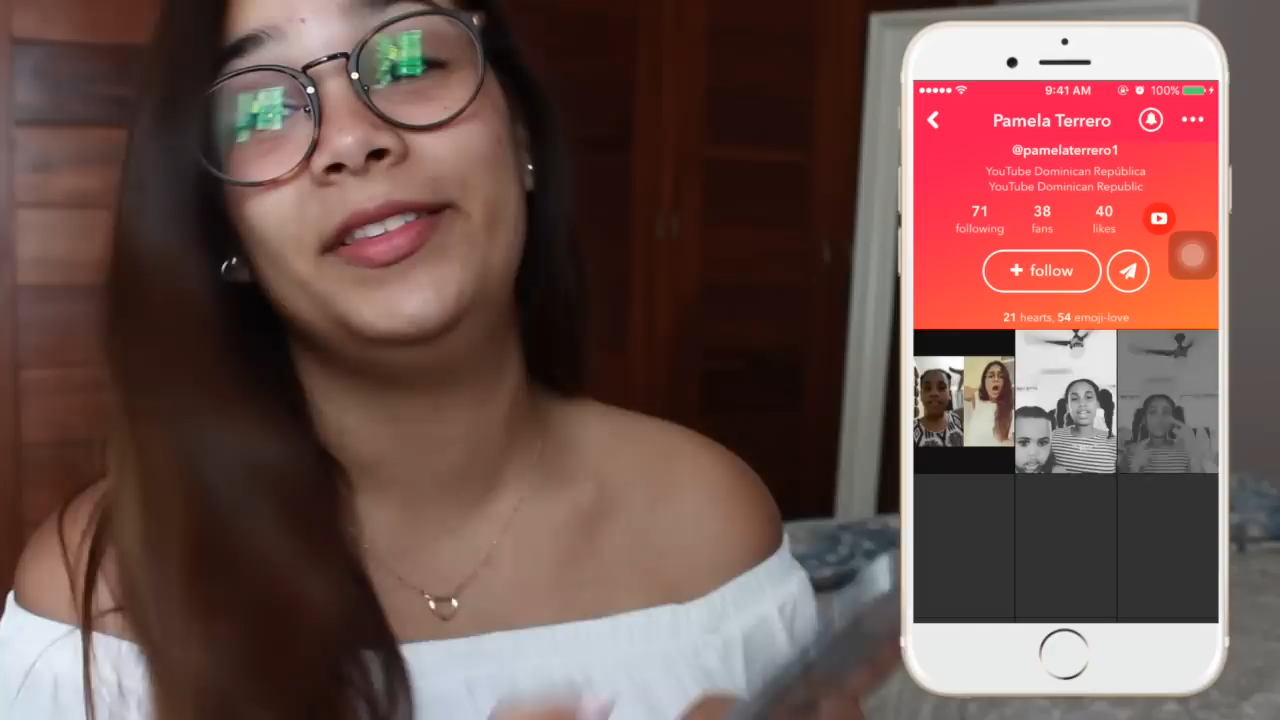 9:41 AM
100%
Pamela Terrero
@pamelaterrero1
YouTube Dominican República
YouTube Dominican Republic
71
38
40
following
fans
likes
+ follow
21 hearts, 54 emoji-love